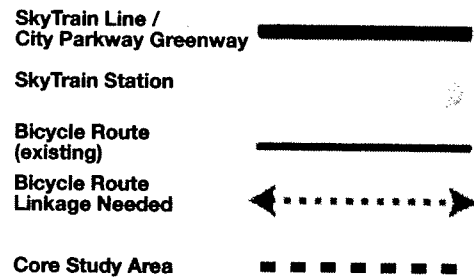 SkyTrain Line /
City Parkway Greenway
SkyTrain Station
Bicycle Route
(existing)
Bicycle Route
Linkage Needed
Core Study Area